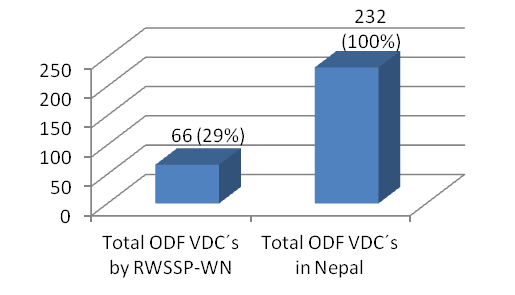 232
(100%)
250
200
150
100
50
0
66 (29%)
Total ODF VDC´s
by RWSSP-WN
Total ODF VDC´s
in Nepal